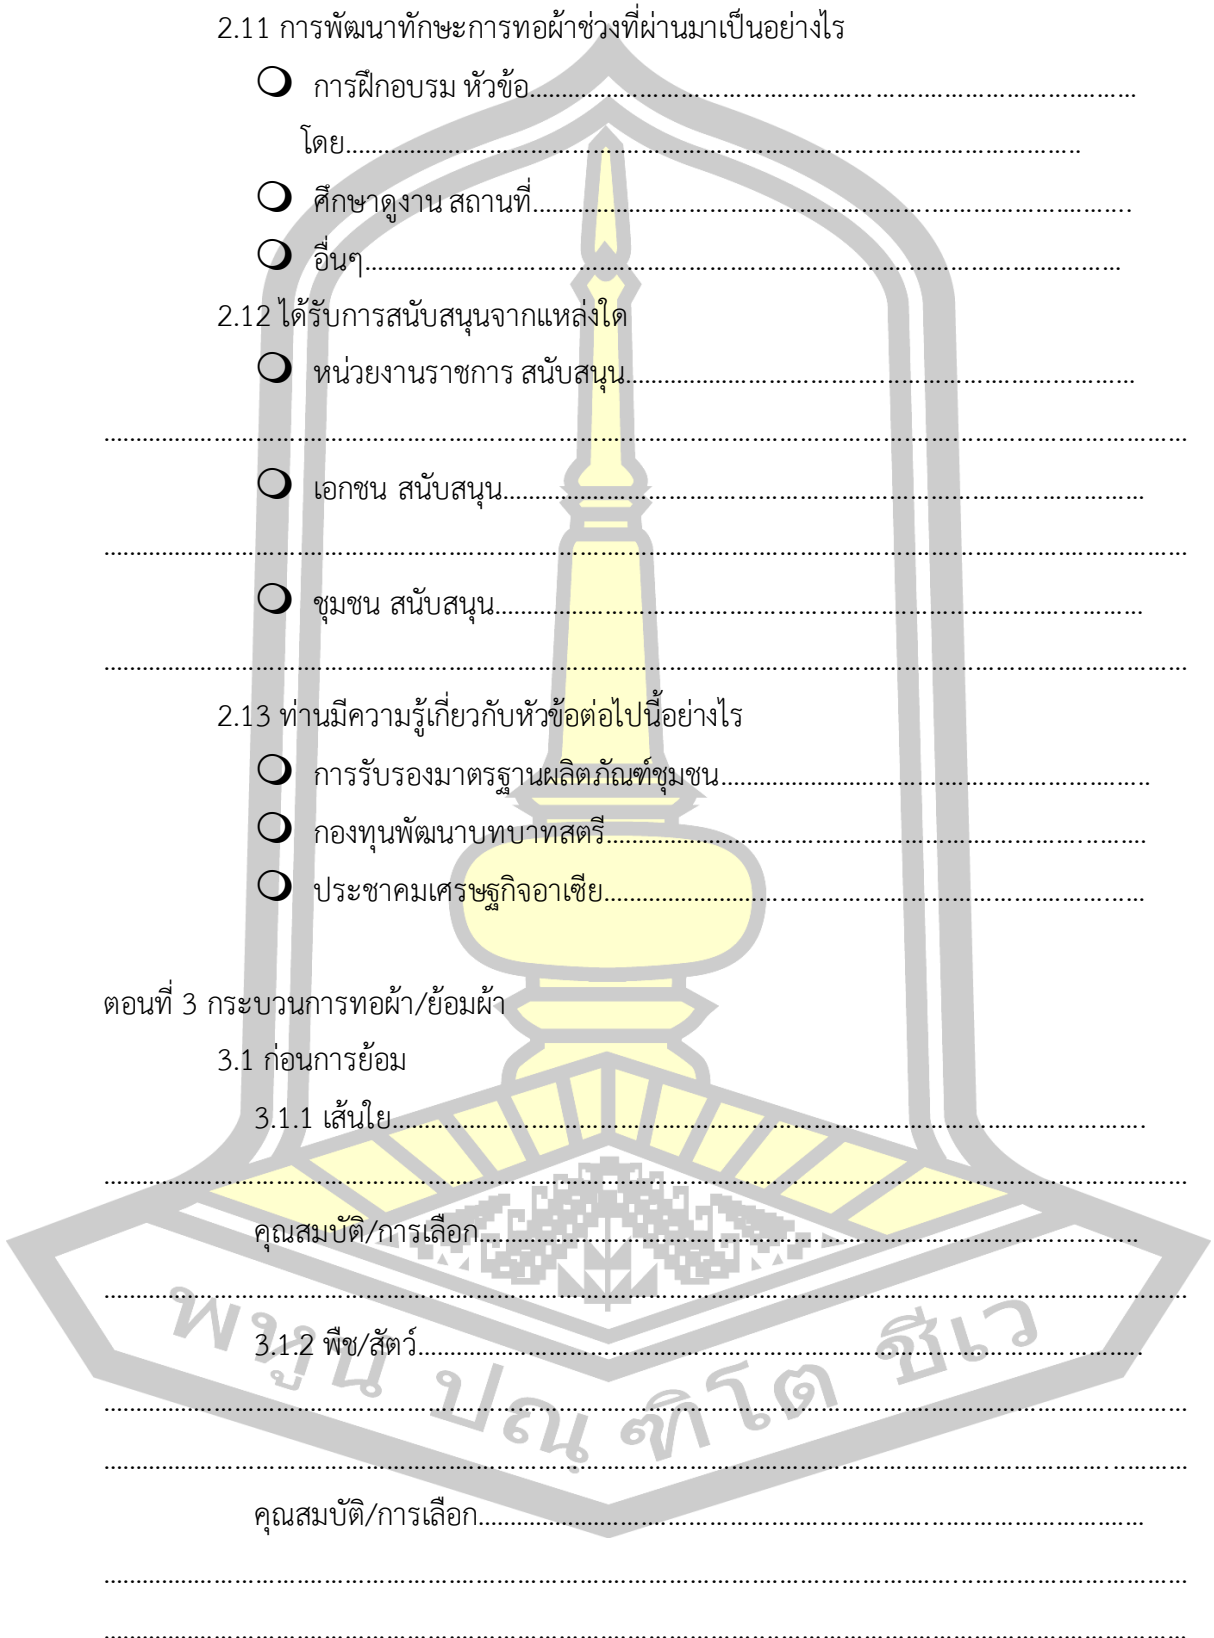 2.11 การพัฒนาทักษะการทอผ้าช่วงที่ผ่านมาเป็นอย่างไร
การฝึกอบรม หัวข้อ........................................................................
โดย........................................................................
ศึกษาดูงาน สถานที่........................................................................
อื่นๆ........................................................................
2.12 ได้รับการสนับสนุนจากแหล่งใด
หน่วยงานราชการ สนับสนุน........................................................................
........................................................................
เอกชน สนับสนุน........................................................................
........................................................................
ชุมชน สนับสนุน........................................................................
........................................................................
2.13 ท่านมีความรู้เกี่ยวกับหัวข้อต่อไปนี้อย่างไร
การรับรองมาตรฐานผลิตภัณฑ์ชุมชน........................................................................
กองทุนพัฒนาบทบาทสตรี........................................................................
ประชาคมเศรษฐกิจอาเซีย........................................................................
ตอนที่ 3 กระบวนการทอผ้า/ย้อมผ้า
3.1 ก่อนการย้อม
3.1.1 เส้นใย........................................................................
........................................................................
คุณสมบัติ/การเลือก........................................................................
........................................................................
3.1.2 พืช/สัตว์........................................................................
........................................................................
........................................................................
คุณสมบัติ/การเลือก........................................................................
........................................................................
........................................................................
พหูน ปณฺฑิโต ชีเว